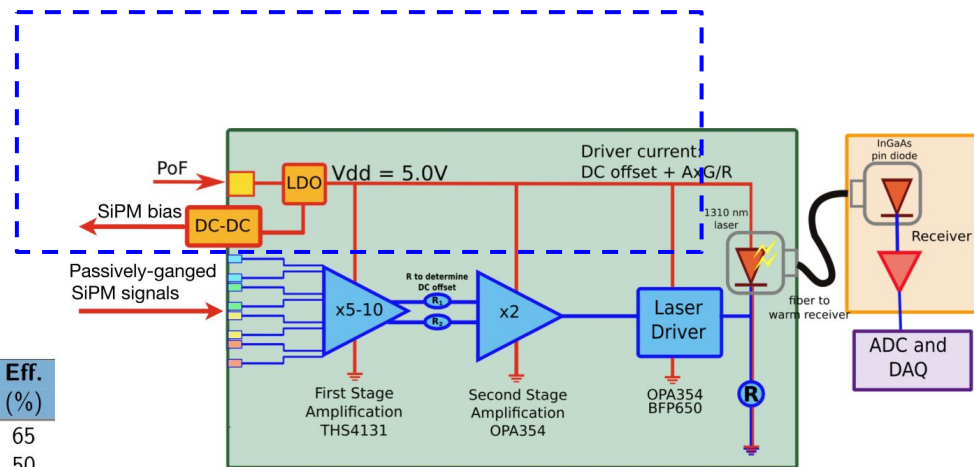 PoF
LDO
Vdd = 5.0V
Driver current:
DC offset + AxG/R
InGaAs
pin diode
SiPM bias
DC-DC
1310 nm
laser
Receiver
Passively-ganged
SiPM signals
R to determine
DC offset
x5-10
R1
R2
x2
Laser
Driver
fiber to
warm receiver
ADC and
DAQ
Eff.
(%)
65
50
First Stage
Amplification
THS4131
Second Stage
Amplification
OPA354
OPA354
BFP650
R